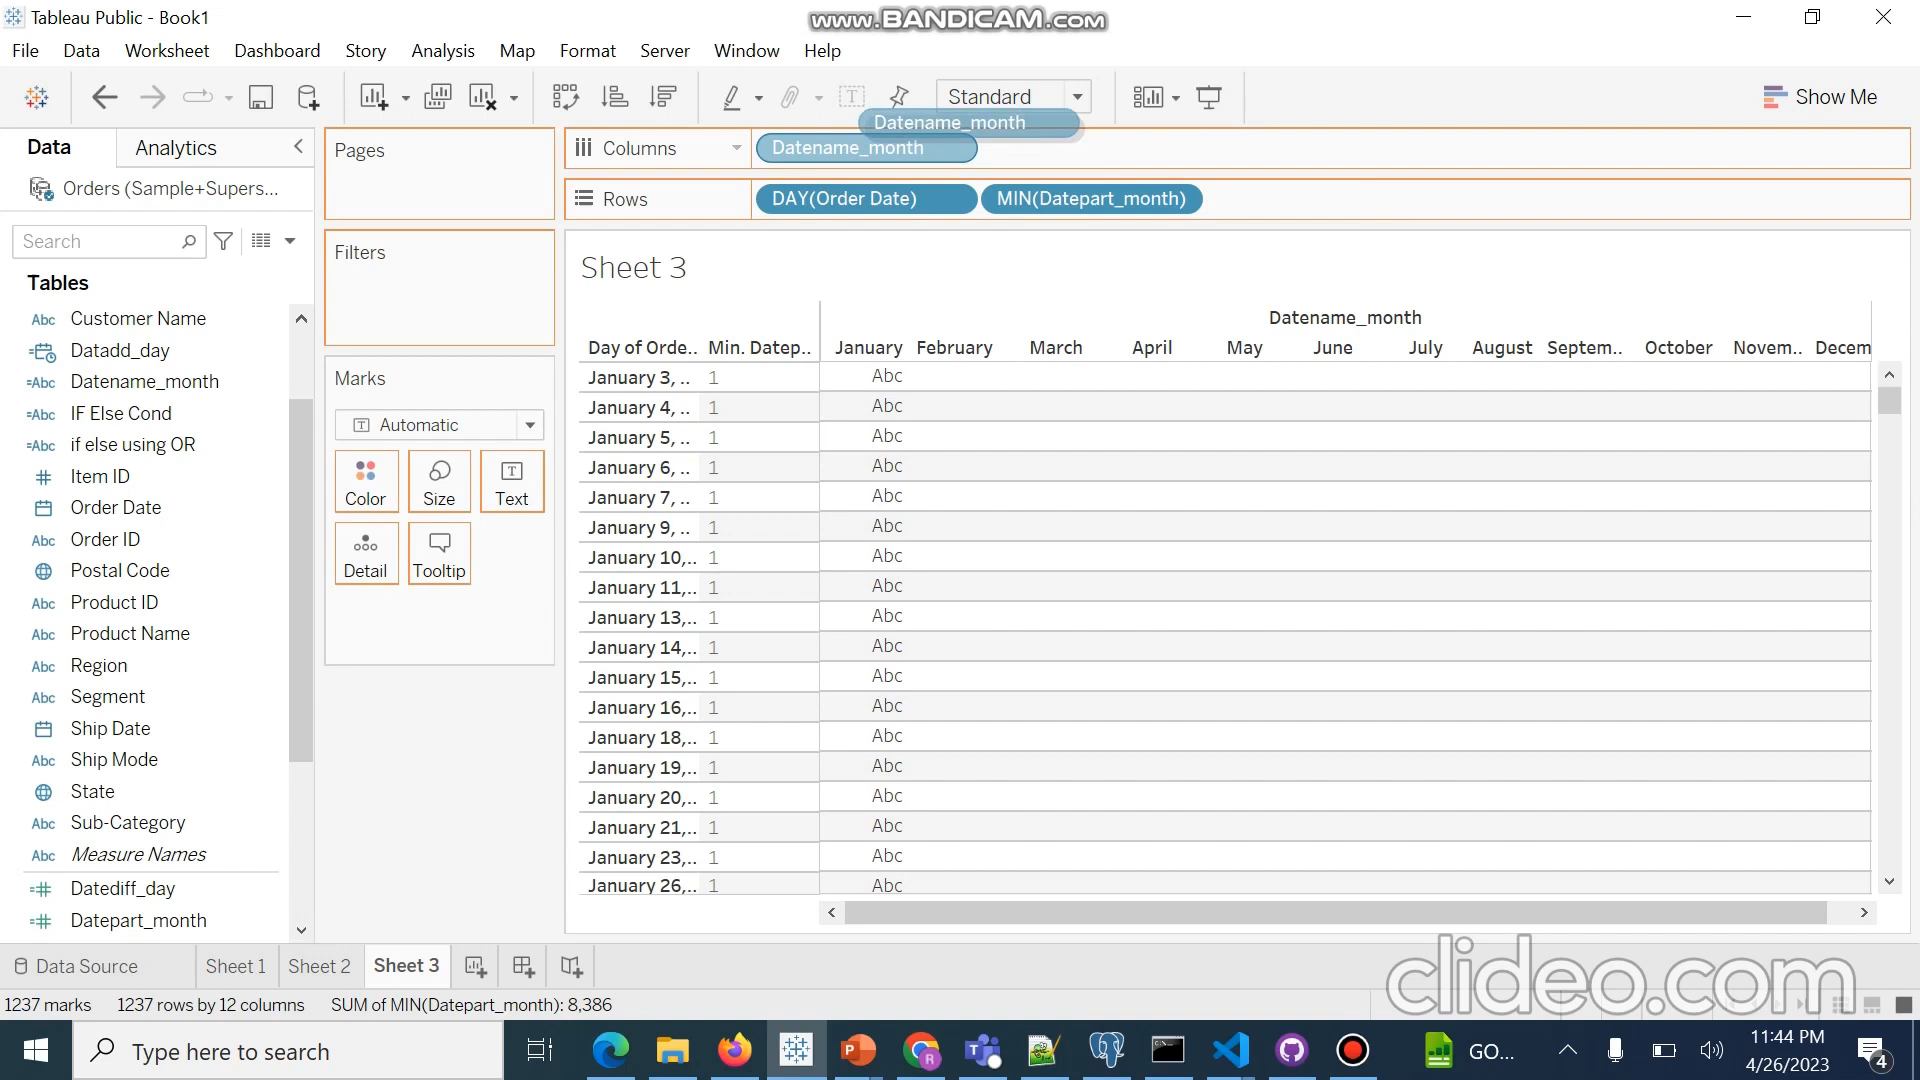 Tableau Public - Book1
www.BANDICAM.com
File Data Worksheet Dashboard Story Analysis Map Format Server Window Help
Standard
Show Me
Datename_month
Data
Analytics
Pages
Columns
Datename_month
Orders (Sample+Supers...
Rows
DAY(Order Date)
MIN(Datepart_month)
Search
Filters
Sheet 3
Tables
Customer Name
Datadd_day
Datename_month
IF Else Cond
if else using OR
Item ID
Order Date
Order ID
Postal Code
Product ID
Product Name
Region
Segment
Ship Date
Ship Mode
State
Sub-Category
Measure Names
Datediff_day
Datepart_month
Marks
Automatic
Color Size Text
Detail Tooltip
Datename_month
Day of Orde.. Min. Datep.. January February March April May June July August Septem.. October Novem.. Decem
January 3, .. 1 Abc
January 4, .. 1 Abc
January 5, .. 1 Abc
January 6, .. 1 Abc
January 7, .. 1 Abc
January 9, .. 1 Abc
January 10,.. 1 Abc
January 11,.. 1 Abc
January 13,.. 1 Abc
January 14,.. 1 Abc
January 15,.. 1 Abc
January 16,.. 1 Abc
January 18,.. 1 Abc
January 19,.. 1 Abc
January 20,.. 1 Abc
January 21,.. 1 Abc
January 23,.. 1 Abc
January 26,.. 1 Abc
Data Source Sheet 1 Sheet 2 Sheet 3
clideo.com
1237 marks 1237 rows by 12 columns SUM of MIN(Datepart_month): 8,386
Type here to search
GO...
11:44 PM
4/26/2023
4